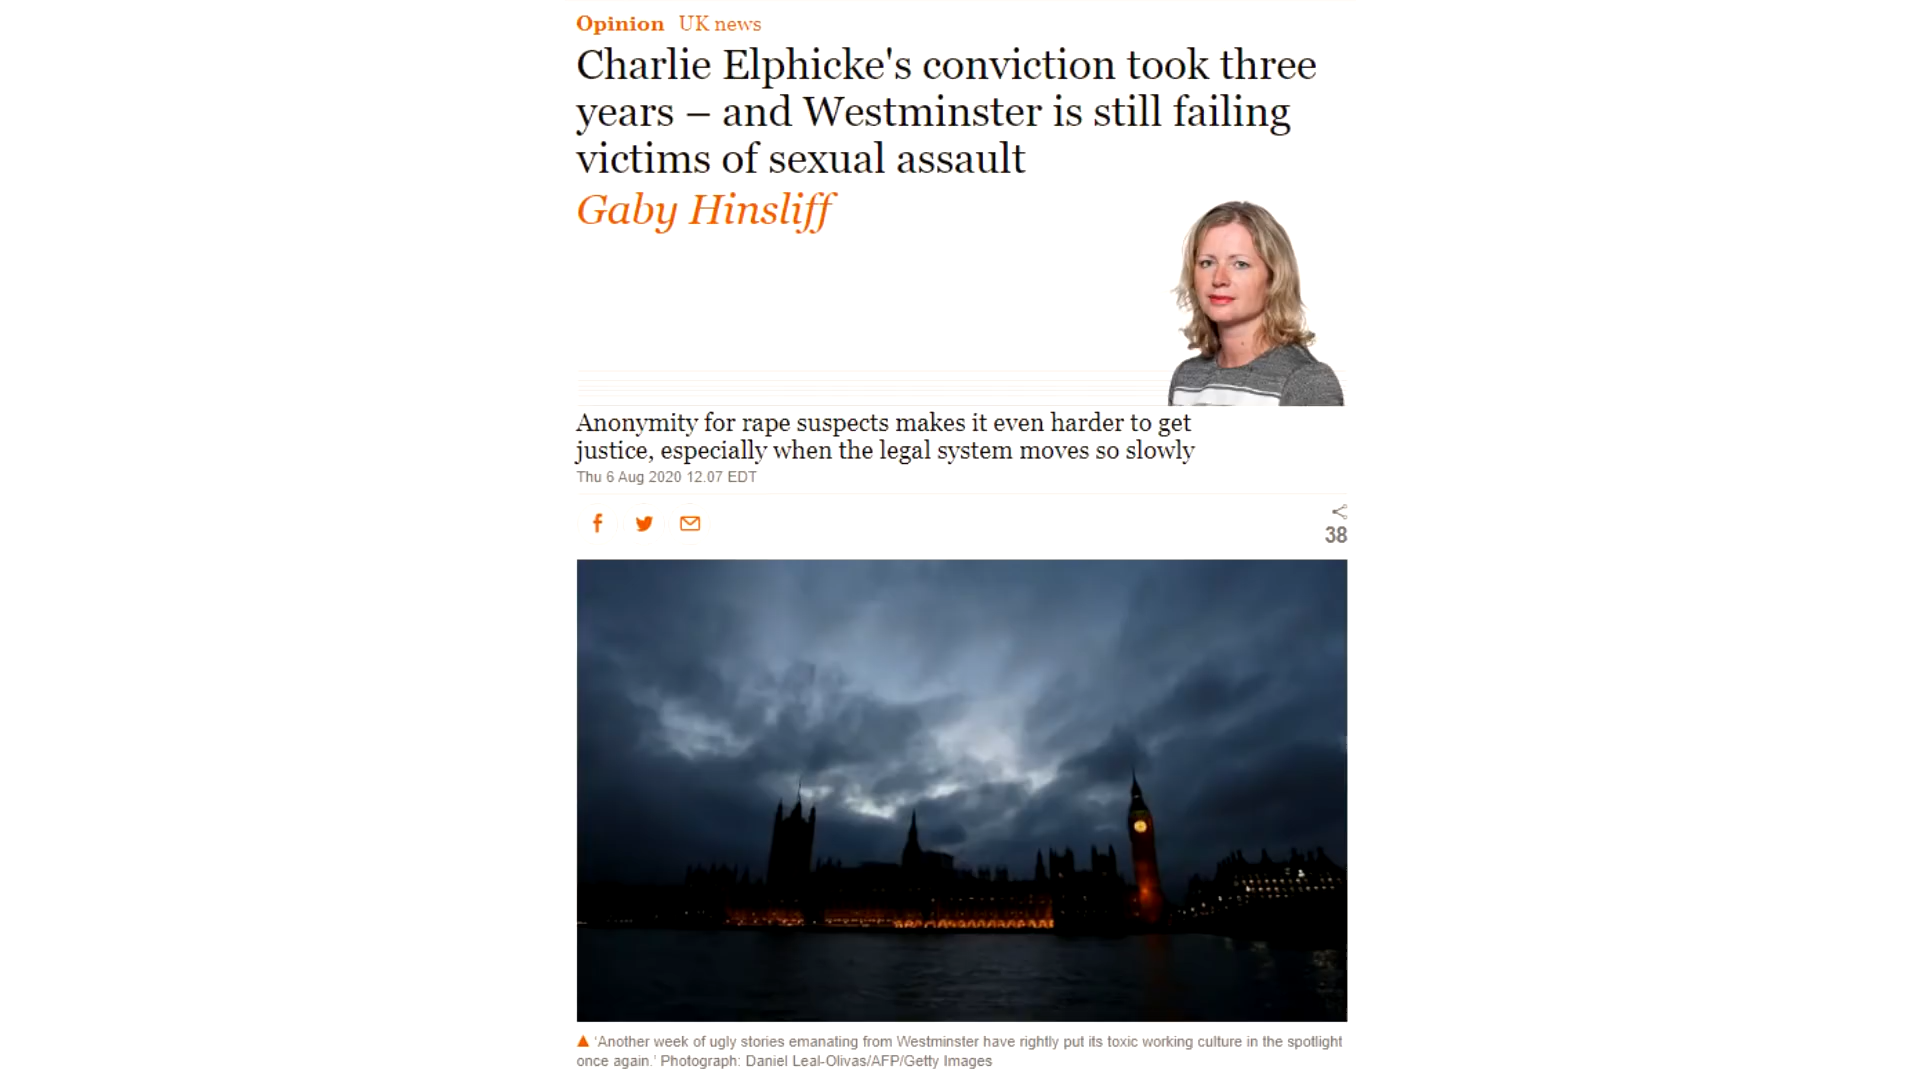 Opinion UK news
Charlie Elphicke's conviction took three
years – and Westminster is still failing
victims of sexual assault
Gaby Hinsliff
Anonymity for rape suspects makes it even harder to get
justice, especially when the legal system moves so slowly
Thu 6 Aug 2020 12.07 EDT
38
‘Another week of ugly stories emanating from Westminster have rightly put its toxic working culture in the spotlight
once again.’ Photograph: Daniel Leal-Olivas/AFP/Getty Images